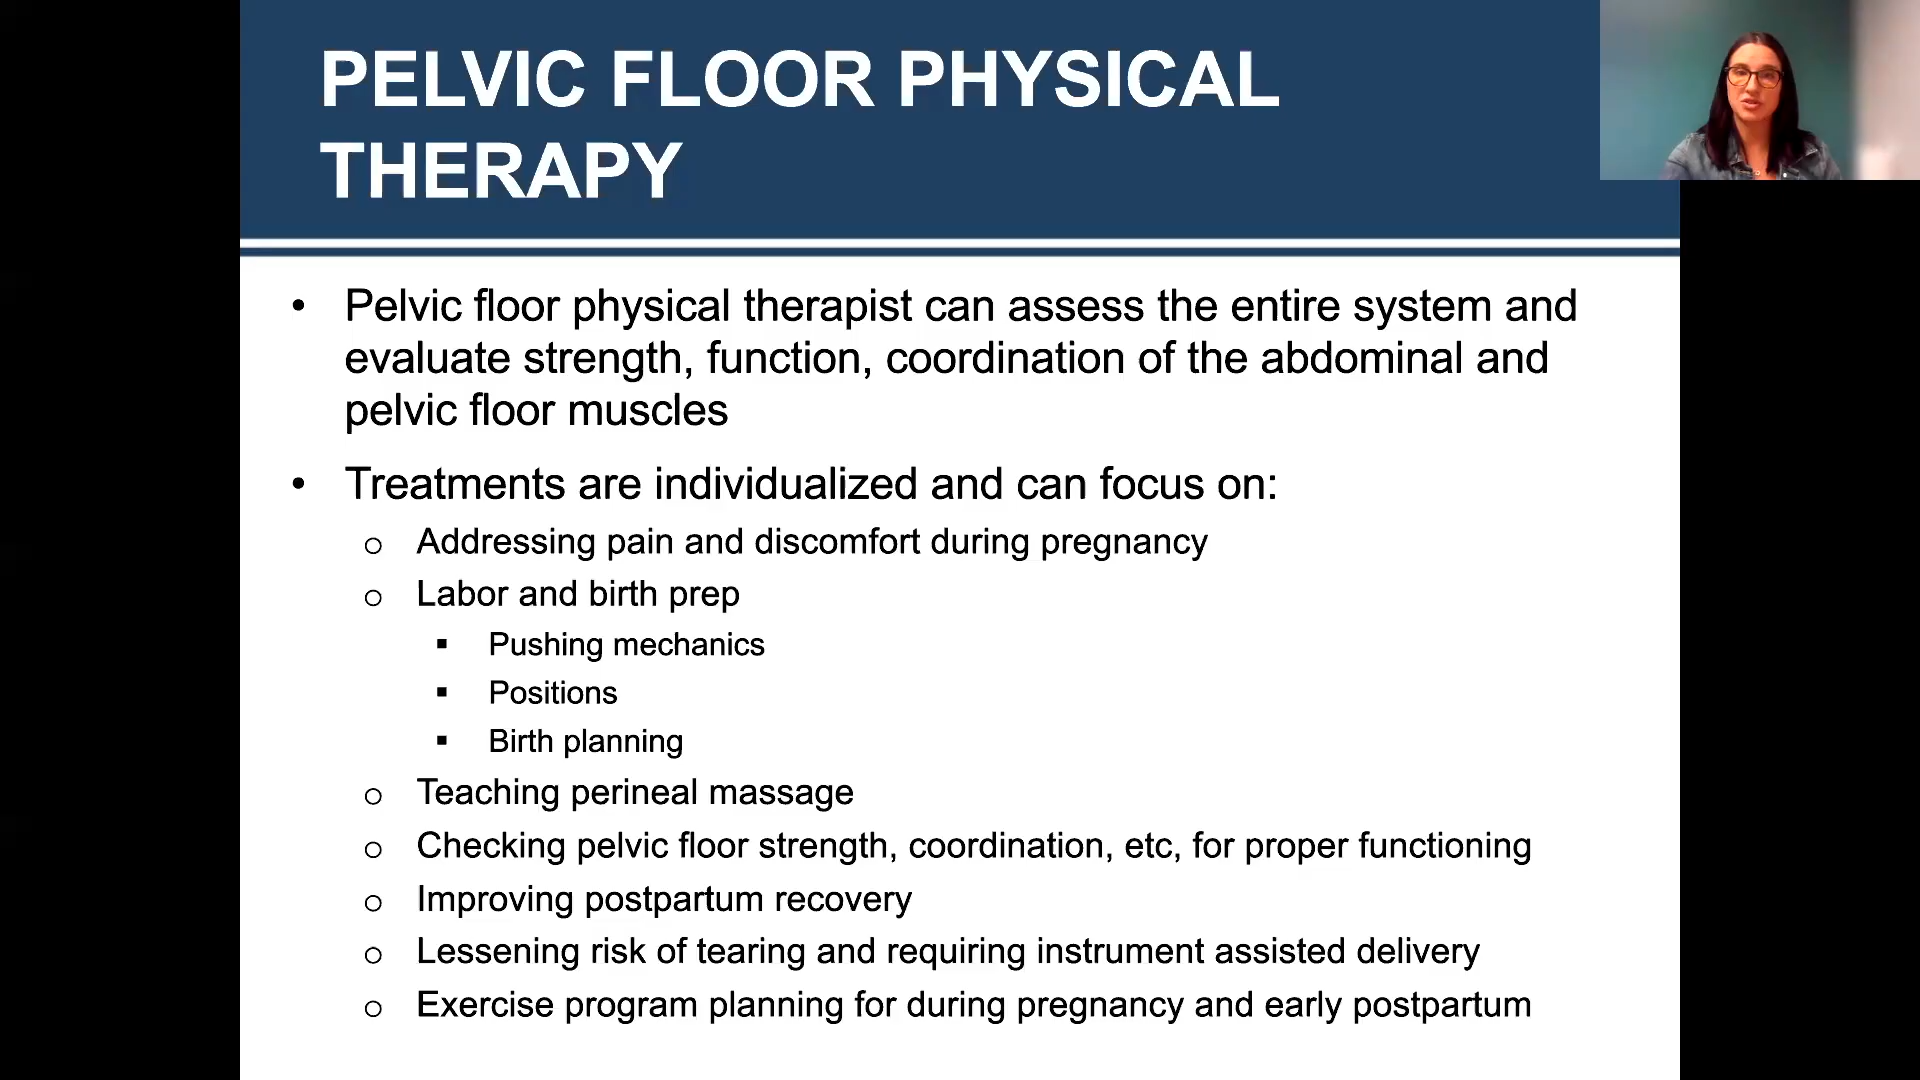 PELVIC FLOOR PHYSICAL
THERAPY
• Pelvic floor physical therapist can assess the entire system and
evaluate strength, function, coordination of the abdominal and
pelvic floor muscles
• Treatments are individualized and can focus on:
o Addressing pain and discomfort during pregnancy
o Labor and birth prep
▪ Pushing mechanics
▪ Positions
▪ Birth planning
o Teaching perineal massage
o Checking pelvic floor strength, coordination, etc, for proper functioning
o Improving postpartum recovery
o Lessening risk of tearing and requiring instrument assisted delivery
o Exercise program planning for during pregnancy and early postpartum